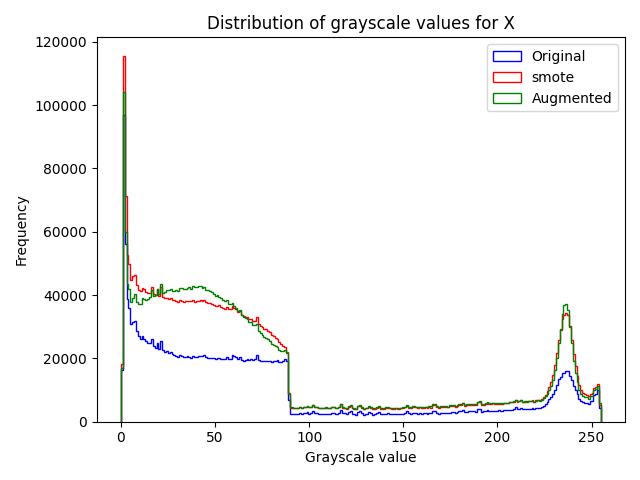 Distribution of grayscale values for X
Original
smote
Augmented
Frequency
120000
100000
80000
60000
40000
20000
0
0
50
100
150
200
250
Grayscale value